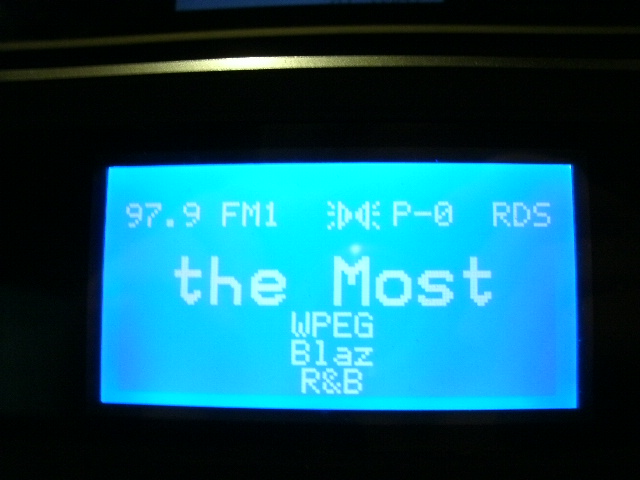 97.9 FM1 P-0 RDS
the Most
WPEG
Blaz
R&B